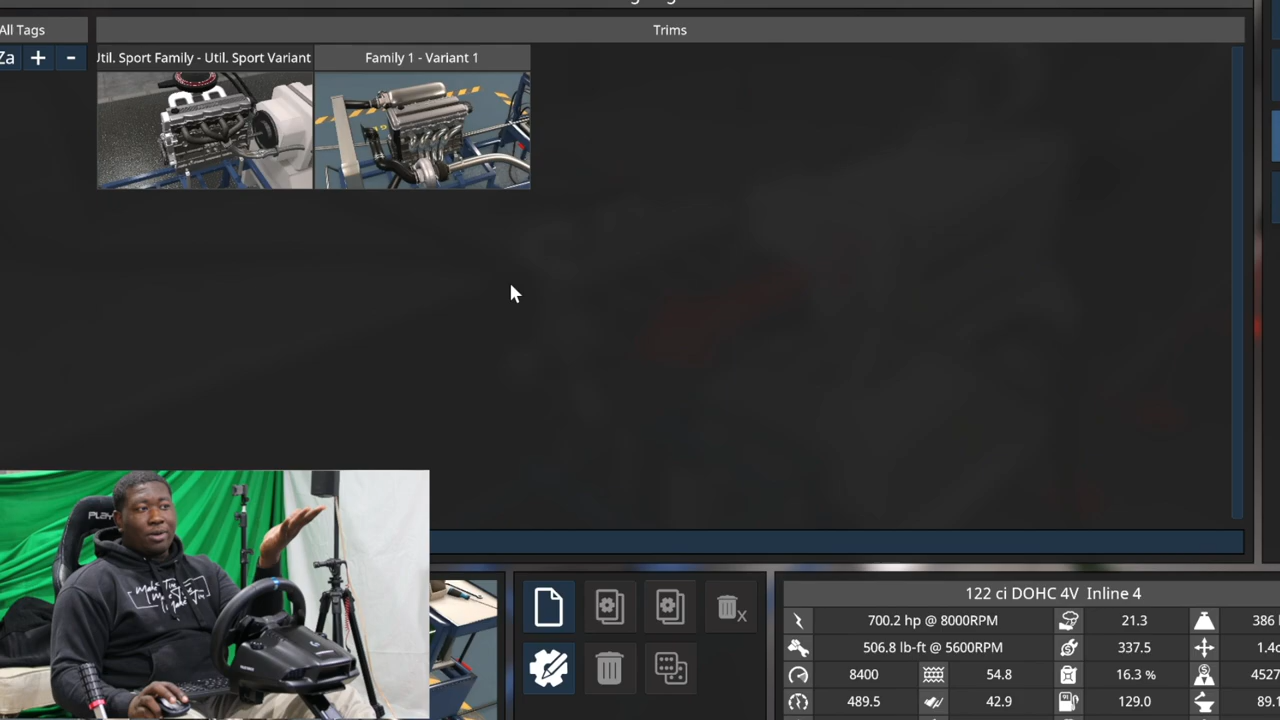 All Tags
Trims
Za + -
Util. Sport Family - Util. Sport Variant
Family 1 - Variant 1
PLAY
122 ci DOHC 4V Inline 4
700.2 hp @ 8000RPM 21.3 386
506.8 lb-ft @ 5600RPM 337.5 1.4
8400 54.8 16.3 % 4527
489.5 42.9 129.0 89.